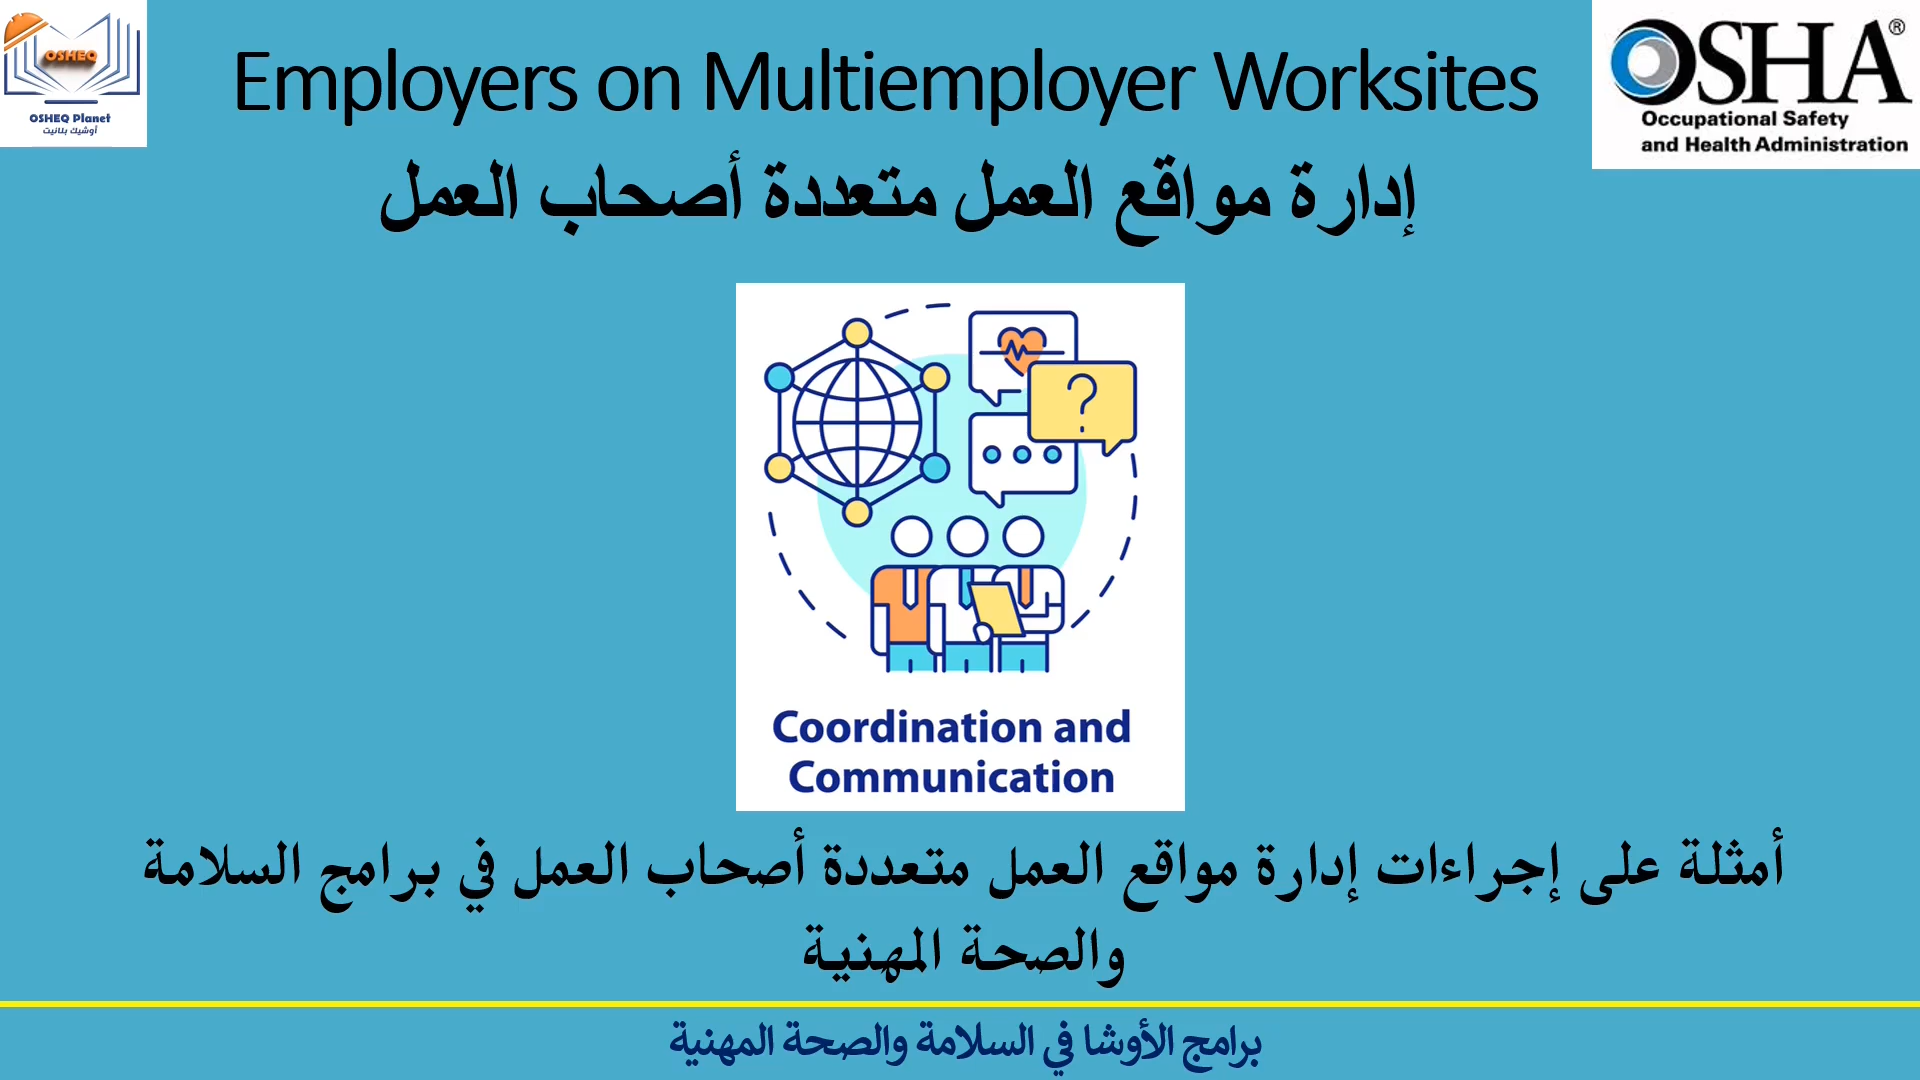 OSHEQ
OSHEQ Planet
أوشيك بلانيت
Employers on Multiemployer Worksites
OSHA®
Occupational Safety
and Health Administration
إدارة مواقع العمل متعددة أصحاب العمل
?
Coordination and
Communication
أمثلة على إجراءات إدارة مواقع العمل متعددة أصحاب العمل في برامج السلامة
والصحة المهنية
برامج الأوشا في السلامة والصحة المهنية